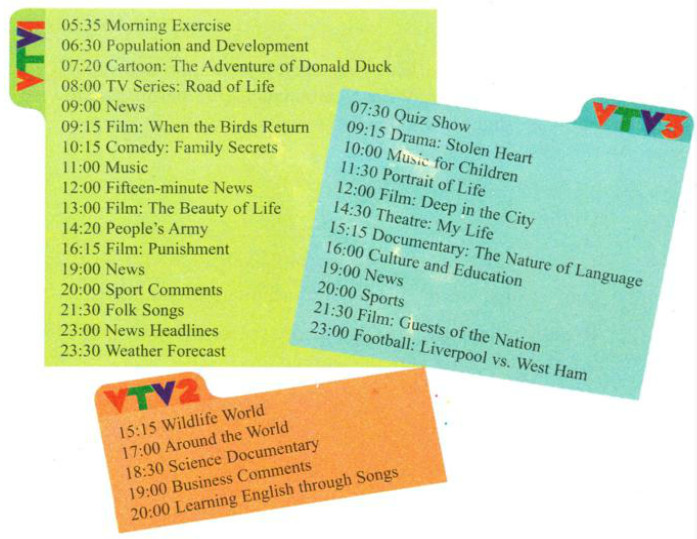 VTV1
05:35 Morning Exercise
06:30 Population and Development
07:20 Cartoon: The Adventure of Donald Duck
08:00 TV Series: Road of Life
09:00 News
09:15 Film: When the Birds Return
10:15 Comedy: Family Secrets
11:00 Music
12:00 Fifteen-minute News
13:00 Film: The Beauty of Life
14:20 People's Army
16:15 Film: Punishment
19:00 News
20:00 Sport Comments
21:30 Folk Songs
23:00 News Headlines
23:30 Weather Forecast
VTV3
07:30 Quiz Show
09:15 Drama: Stolen Heart
10:00 Music for Children
11:30 Portrait of Life
12:00 Film: Deep in the City
14:30 Theatre: My Life
15:15 Documentary: The Nature of Language
16:00 Culture and Education
19:00 News
20:00 Sports
21:30 Film: Guests of the Nation
23:00 Football: Liverpool vs. West Ham
VTV2
15:15 Wildlife World
17:00 Around the World
18:30 Science Documentary
19:00 Business Comments
20:00 Learning English through Songs